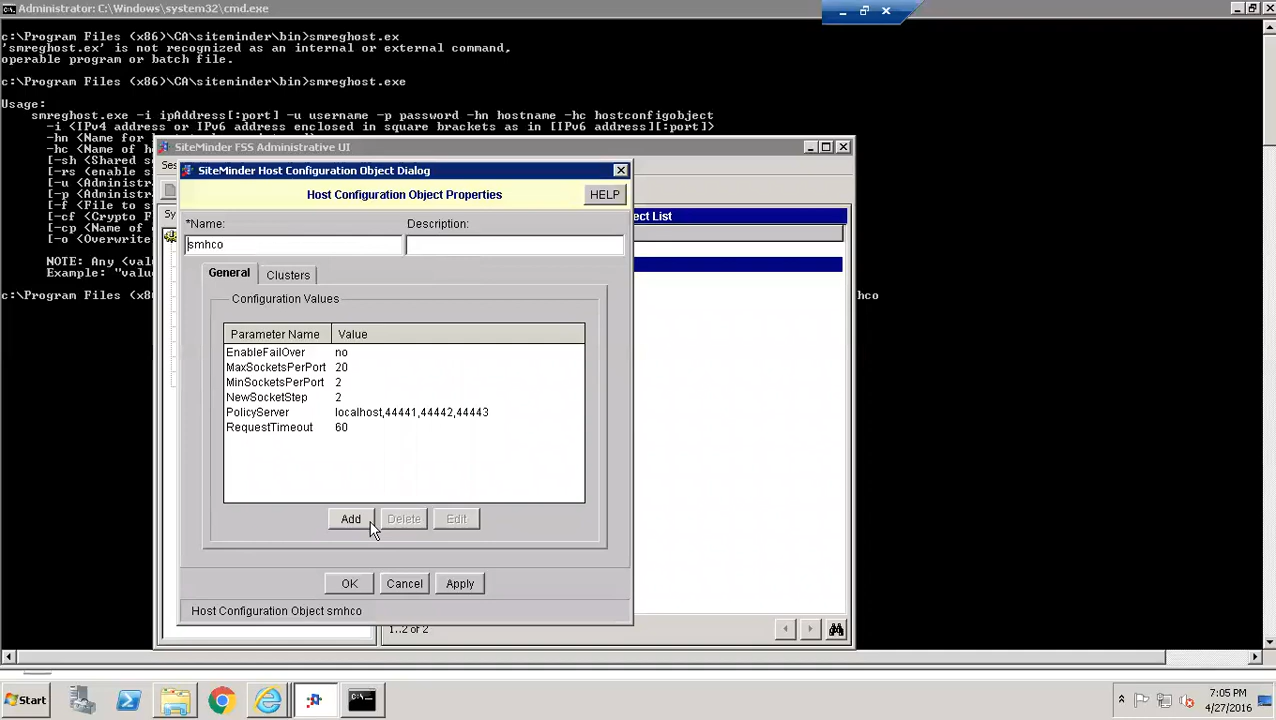 Administrator: C:\Windows\system32\cmd.exe
c:\Program Files (x86)\CA\siteminder\bin>smreghost.ex
'smreghost.ex' is not recognized as an internal or external command,
operable program or batch file.
c:\Program Files (x86)\CA\siteminder\bin>smreghost.exe
Usage:
smreghost.exe -i ipAddress[:port] -u username -p password -hn hostname -hc hostconfigobject
-i <IPv4 address or IPv6 address enclosed in square brackets as in [IPv6 address][:port]>
-hn <Name for
-hc <Name of h
[-sh <Shared s
[-rs <enable s
[-u <Administr
[-p <Administr
[-f <File to s
[-cf <Crypto F
[-cp <Name of
[-o <Overwrite
NOTE: Any <val
Example: "value
c:\Program Files (x8
hco
SiteMinder FSS Administrative UI
Ses
Sy
ect List
1..2 of 2
SiteMinder Host Configuration Object Dialog
Host Configuration Object Properties
HELP
*Name:
Description:
smhco
General
Clusters
Configuration Values
Parameter Name Value
EnableFailOver no
MaxSocketsPerPort 20
MinSocketsPerPort 2
NewSocketStep 2
PolicyServer localhost,44441,44442,44443
RequestTimeout 60
Add
Delete
Edit
OK
Cancel
Apply
Host Configuration Object smhco
Start
7:05 PM
4/27/2016